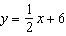 y = 1/2 x + 6